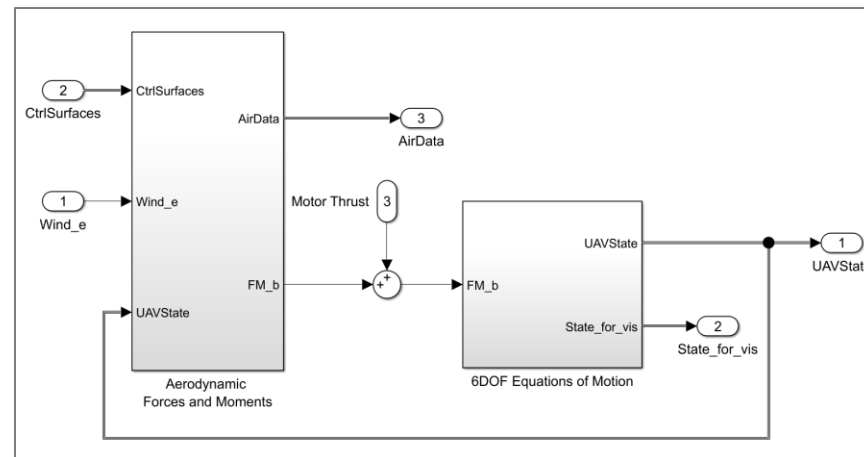 2
CtrlSurfaces
1
Wind_e
CtrlSurfaces
Wind_e
UAVState
AirData
FM_b
Aerodynamic
Forces and Moments
3
AirData
Motor Thrust
3
+
+
FM_b
UAVState
State_for_vis
6DOF Equations of Motion
1
UAVStat
2
State_for_vis